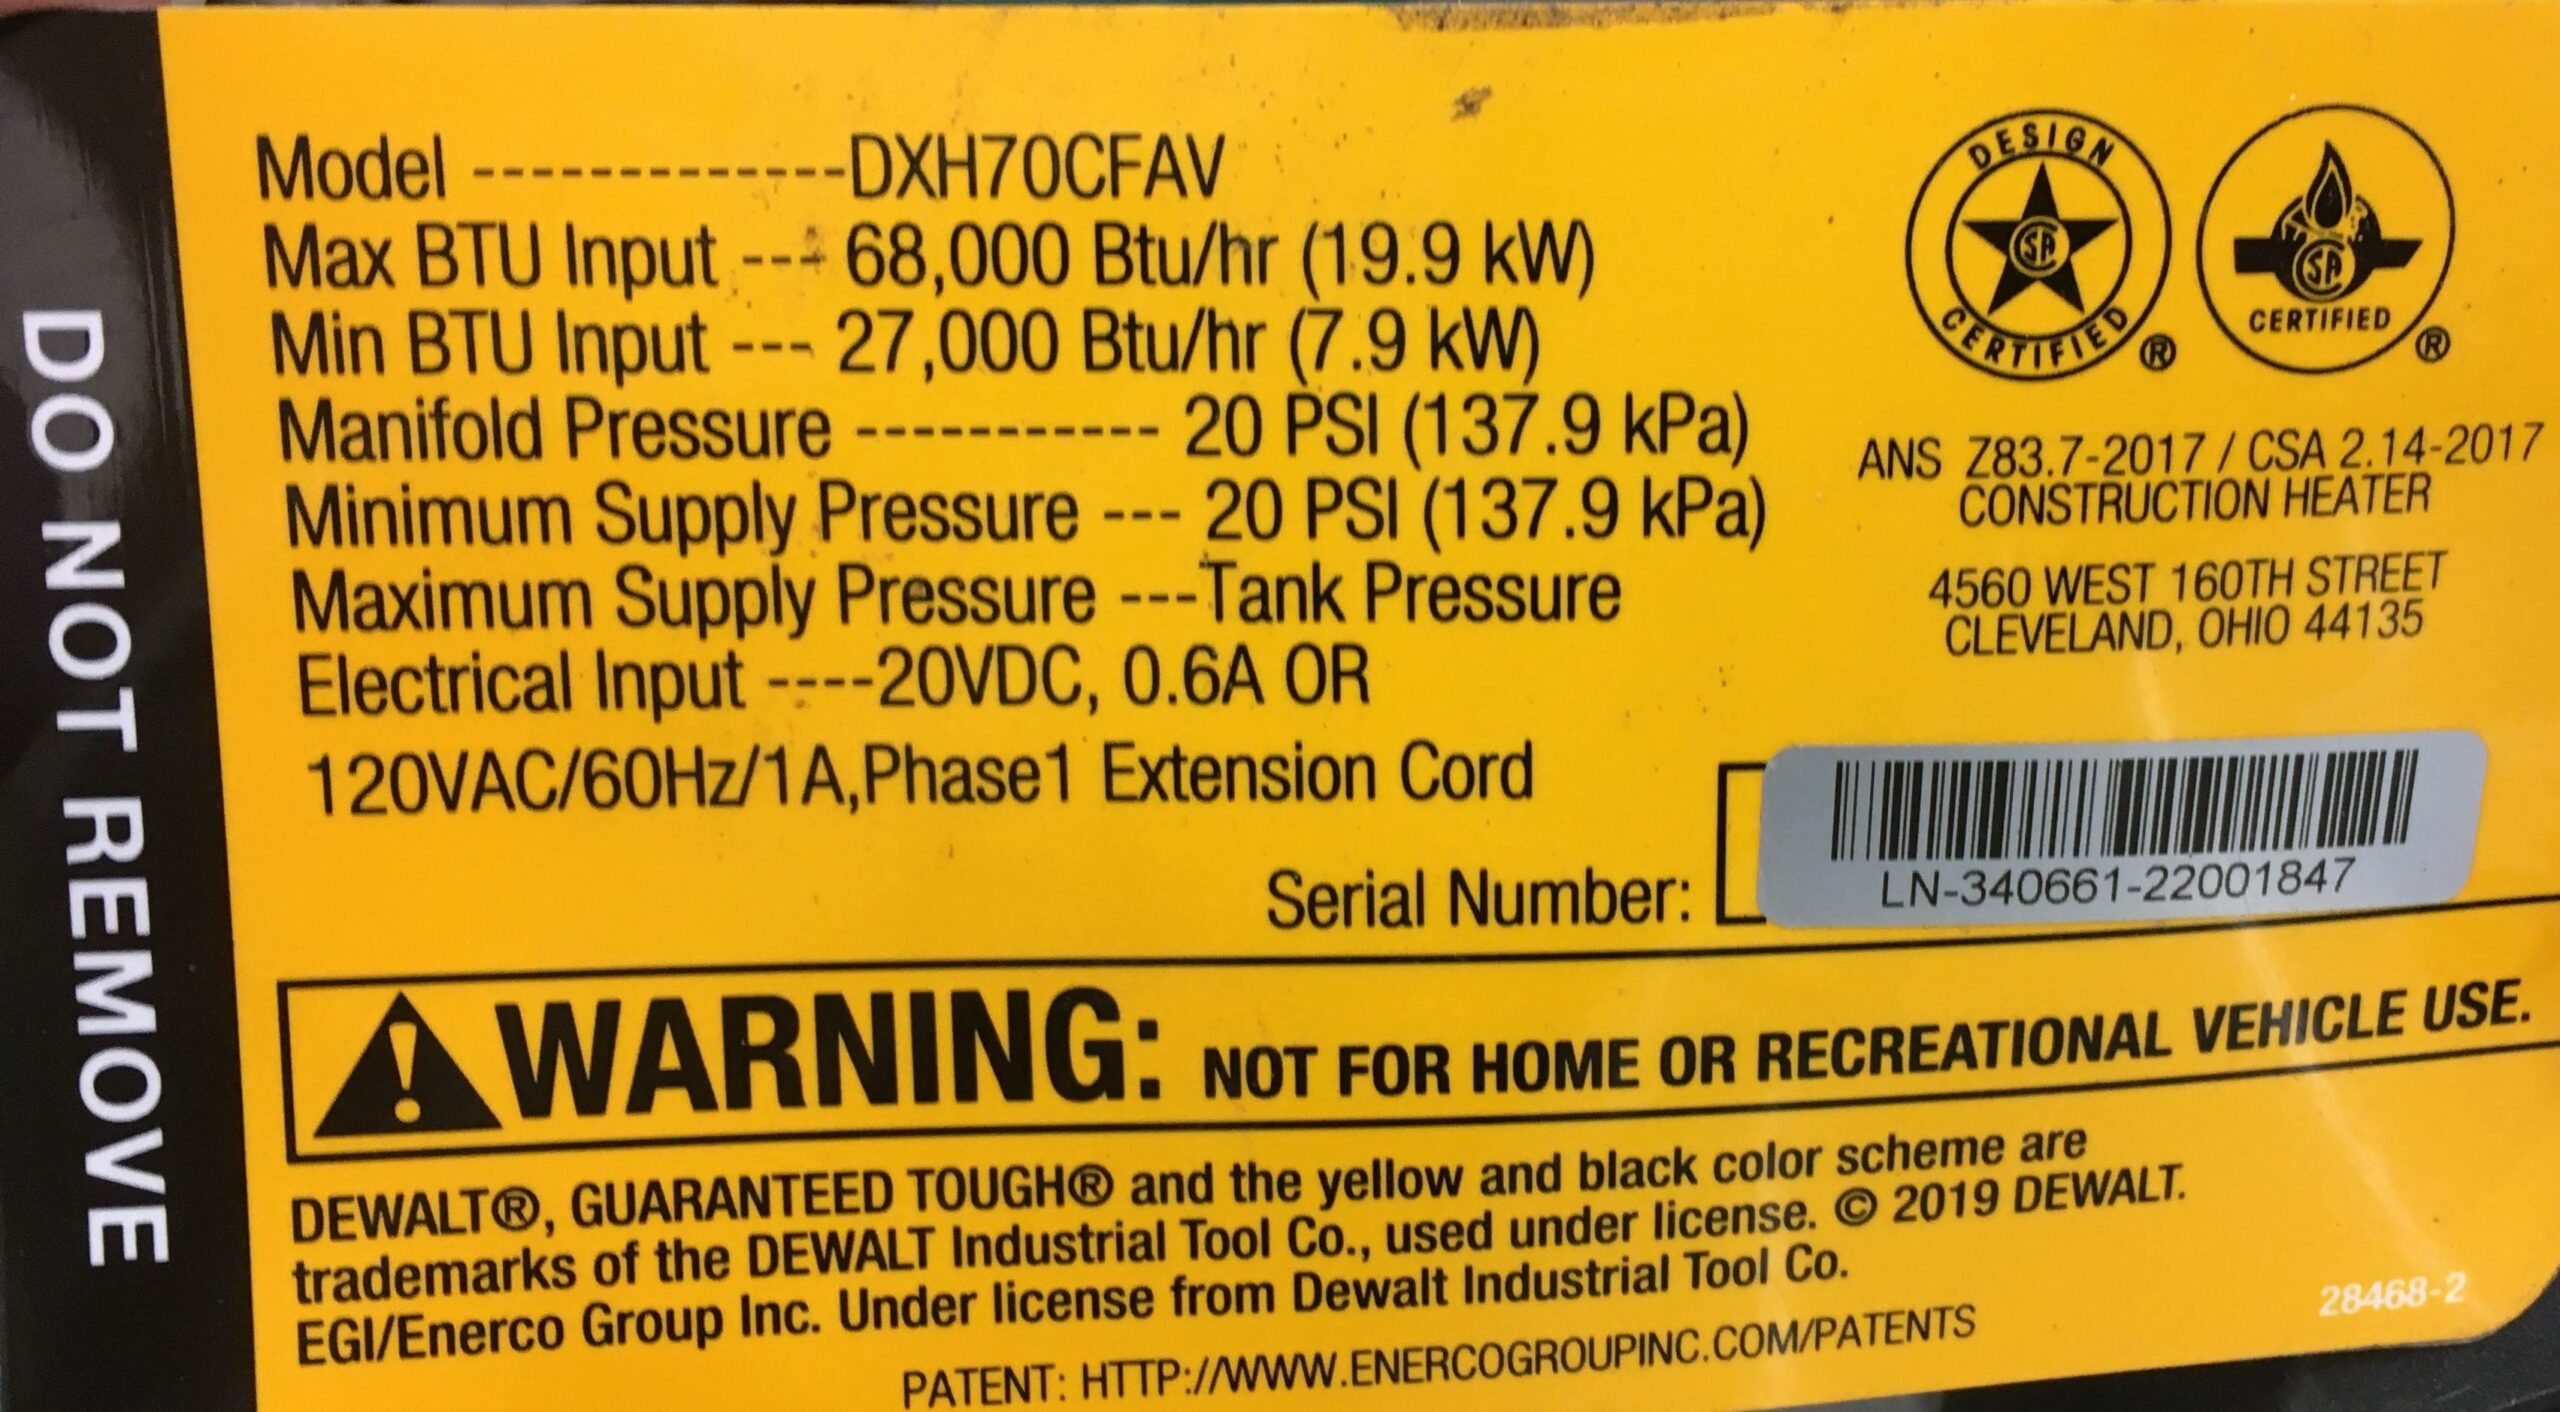 DO NOT REMOVE
Model -------------DXH70CFAV
Max BTU Input --- 68,000 Btu/hr (19.9 kW)
Min BTU Input --- 27,000 Btu/hr (7.9 kW)
Manifold Pressure ----------- 20 PSI (137.9 kPa)
Minimum Supply Pressure --- 20 PSI (137.9 kPa)
Maximum Supply Pressure ---Tank Pressure
Electrical Input ----20VDC, 0.6A OR
120VAC/60Hz/1A,Phase1 Extension Cord
DESIGN
SA
CERTIFIED ®
SA
CERTIFIED ®
ANS Z83.7-2017 / CSA 2.14-2017
CONSTRUCTION HEATER
4560 WEST 160TH STREET
CLEVELAND, OHIO 44135
Serial Number:
LN-340661-22001847
WARNING: NOT FOR HOME OR RECREATIONAL VEHICLE USE.
DEWALT®, GUARANTEED TOUGH® and the yellow and black color scheme are
trademarks of the DEWALT Industrial Tool Co., used under license. © 2019 DEWALT.
EGI/Enerco Group Inc. Under license from Dewalt Industrial Tool Co.
PATENT: HTTP://WWW.ENERCOGROUPINC.COM/PATENTS
28468-2